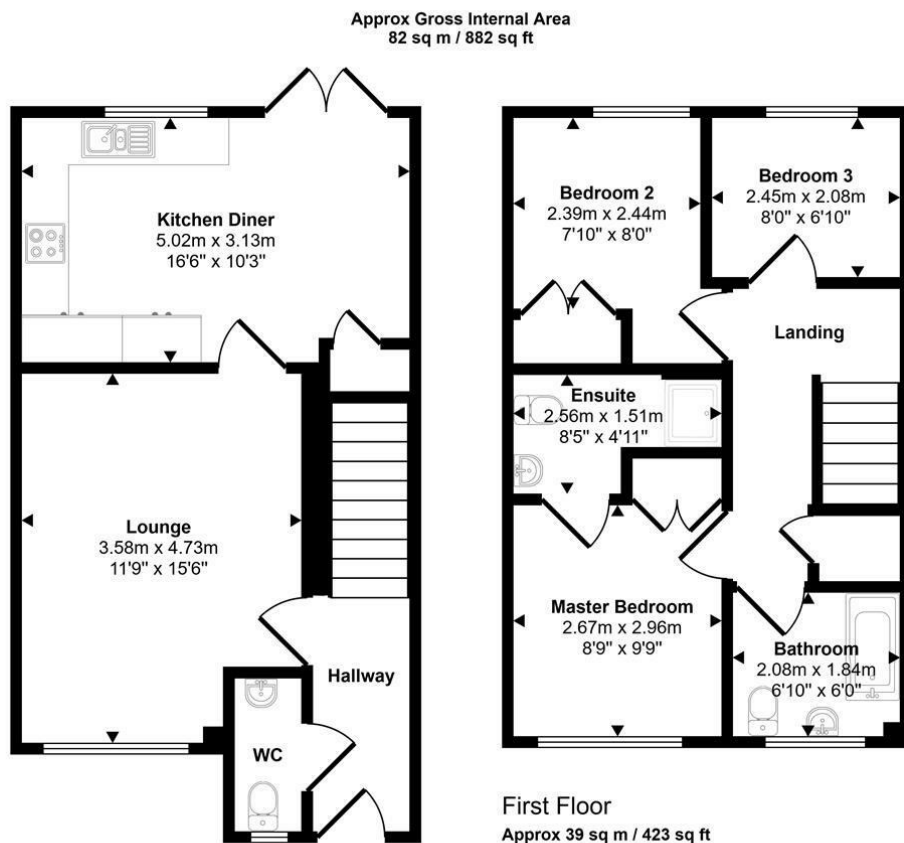 Approx Gross Internal Area
82 sq m / 882 sq ft
Kitchen Diner
5.02m x 3.13m
16'6" x 10'3"
Lounge
3.58m x 4.73m
11'9" x 15'6"
Hallway
WC
Bedroom 2
2.39m x 2.44m
7'10" x 8'0"
Bedroom 3
2.45m x 2.08m
8'0" x 6'10"
Landing
Ensuite
2.56m x 1.51m
8'5" x 4'11"
Master Bedroom
2.67m x 2.96m
8'9" x 9'9"
Bathroom
2.08m x 1.84m
6'10" x 6'0"
First Floor
Approx 39 sq m / 423 sq ft